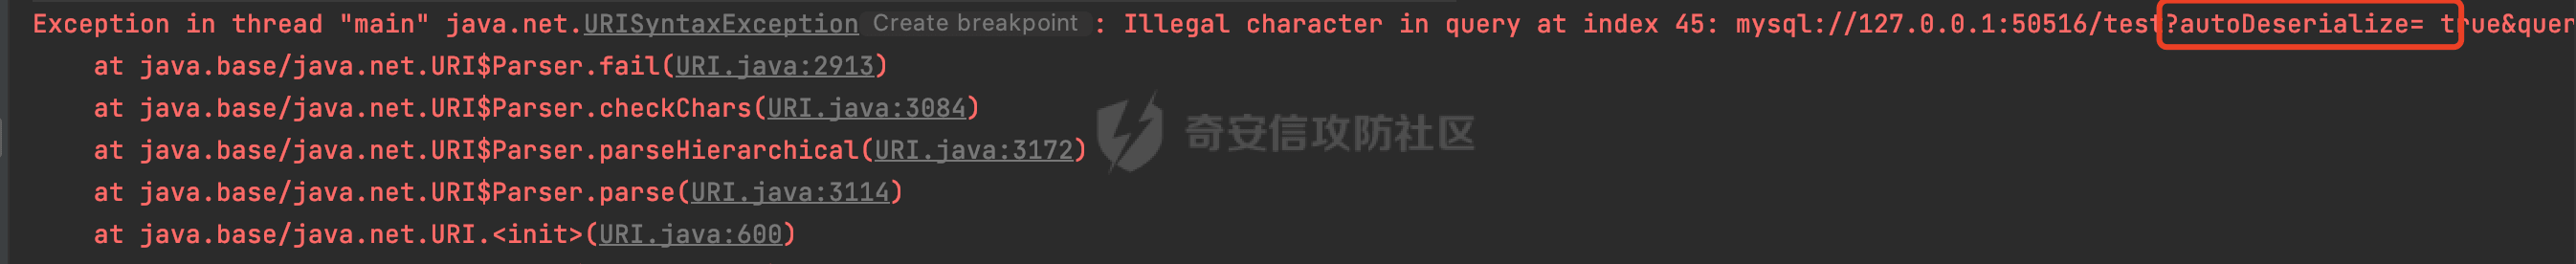 Exception in thread "main" java.net.URISyntaxException Create breakpoint : Illegal character in query at index 45: mysql://127.0.0.1:50516/test?autoDeserialize= true&quer
at java.base/java.net.URI$Parser.fail(URI.java:2913)
at java.base/java.net.URI$Parser.checkChars(URI.java:3084)
at java.base/java.net.URI$Parser.parseHierarchical(URI.java:3172)
at java.base/java.net.URI$Parser.parse(URI.java:3114)
at java.base/java.net.URI.<init>(URI.java:600)
奇安信攻防社区